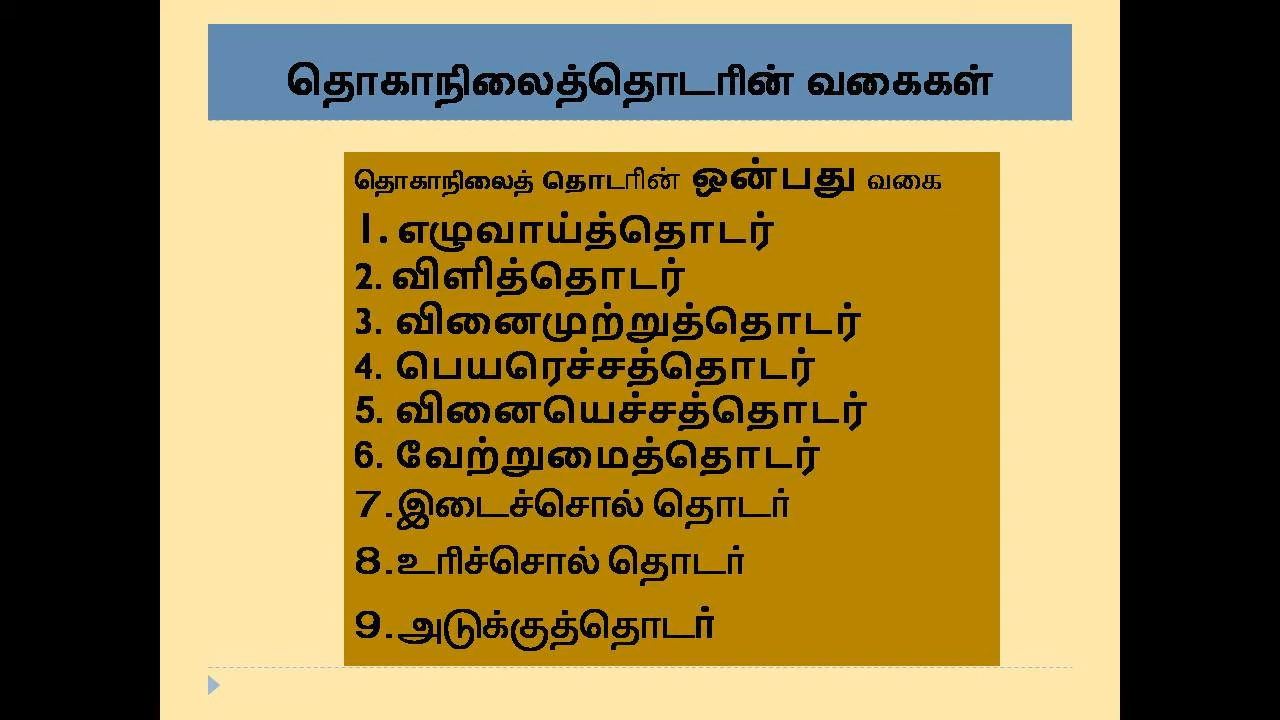 தொகாநிலைத்தொடரின் வகைகள்
தொகாநிலைத் தொடரின் ஒன்பது வகை
1. எழுவாய்த்தொடர்
2. விளித்தொடர்
3. வினைமுற்றுத்தொடர்
4. பெயரெச்சத்தொடர்
5. வினையெச்சத்தொடர்
6. வேற்றுமைத்தொடர்
7.இடைச்சொல் தொடர்
8.உரிச்சொல் தொடர்
9.அடுக்குத்தொடர்